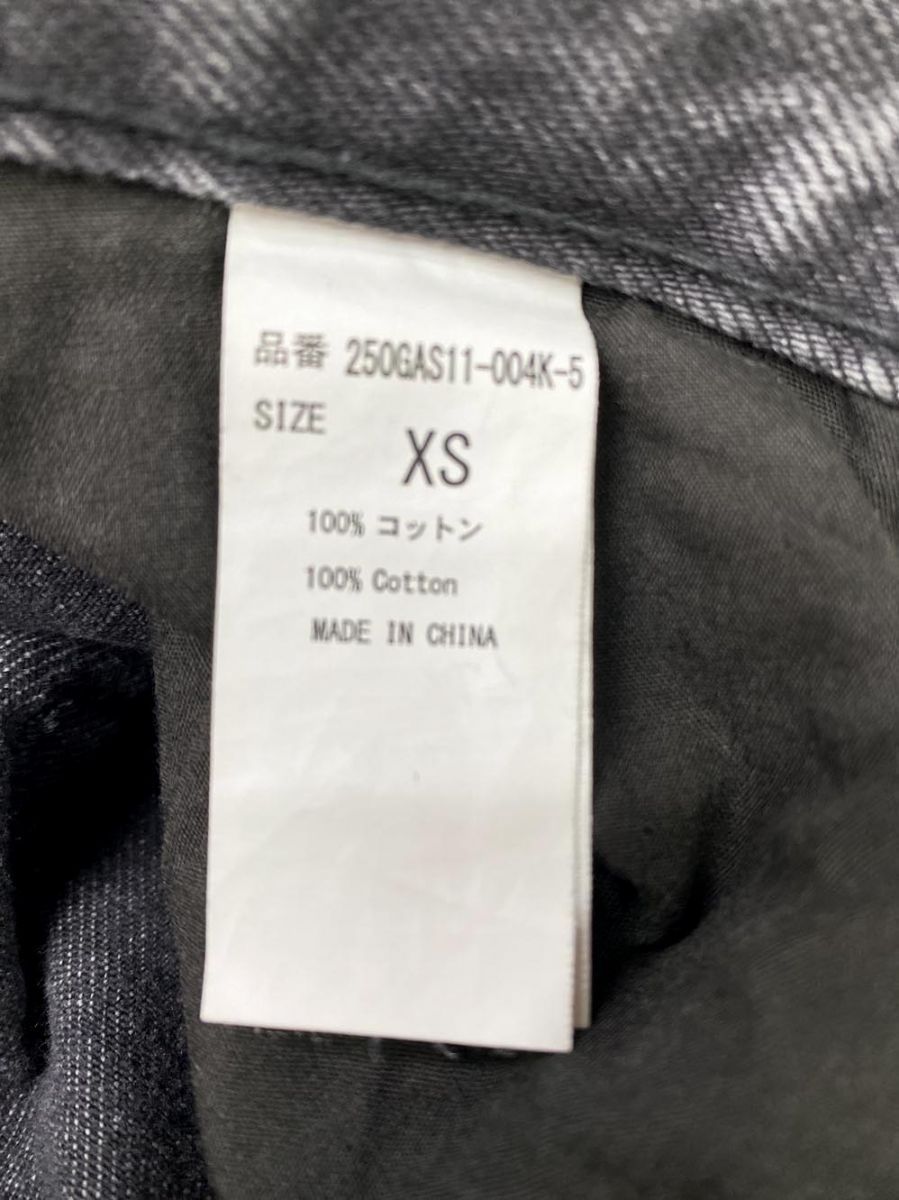 品番 250GAS11-004K-5
SIZE
XS
100% コットン
100% Cotton
MADE IN CHINA